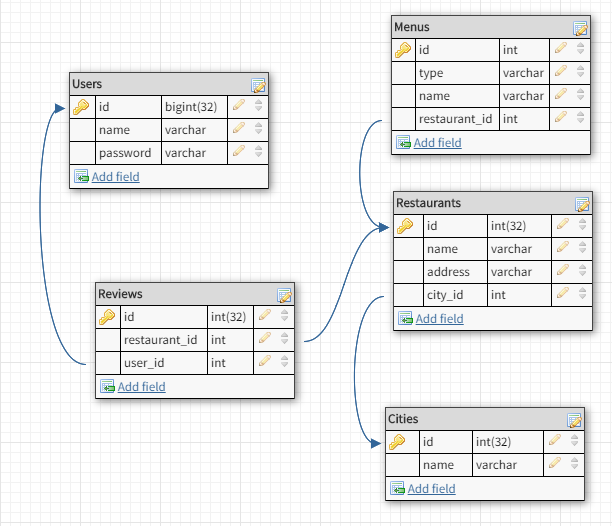 Menus
id int
type varchar
name varchar
restaurant_id int
Add field
Users
id bigint(32)
name varchar
password varchar
Add field
Restaurants
id int(32)
name varchar
address varchar
city_id int
Add field
Reviews
id int(32)
restaurant_id int
user_id int
Add field
Cities
id int(32)
name varchar
Add field